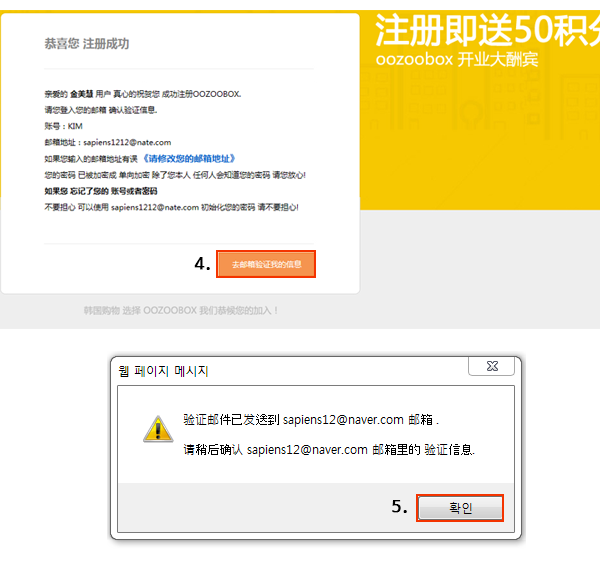 恭喜您 注册成功
注册即送50积分
oozoobox 开业大酬宾
亲爱的 金美慧 用户 真心的祝贺您 成功注册OOZOOBOX.
请您登入您的邮箱 确认验证信息.
账号 : KIM
邮箱地址 : sapiens1212@nate.com
如果您输入的邮箱地址有误 《请修改您的邮箱地址》
您的密码 已被加密成 单向加密 除了您本人 任何人会知道您的密码 请您放心!
如果您 忘记了您的 账号或者密码
不要担心 可以使用 sapiens1212@nate.com 初始化您的密码 请不要担心!
4. 去邮箱验证我的信息
韩国购物 选择 OOZOOBOX 我们恭候您的加入！
웹 페이지 메시지
验证邮件已发送到 sapiens12@naver.com 邮箱 .
请稍后确认 sapiens12@naver.com 邮箱里的 验证信息.
5. 확인